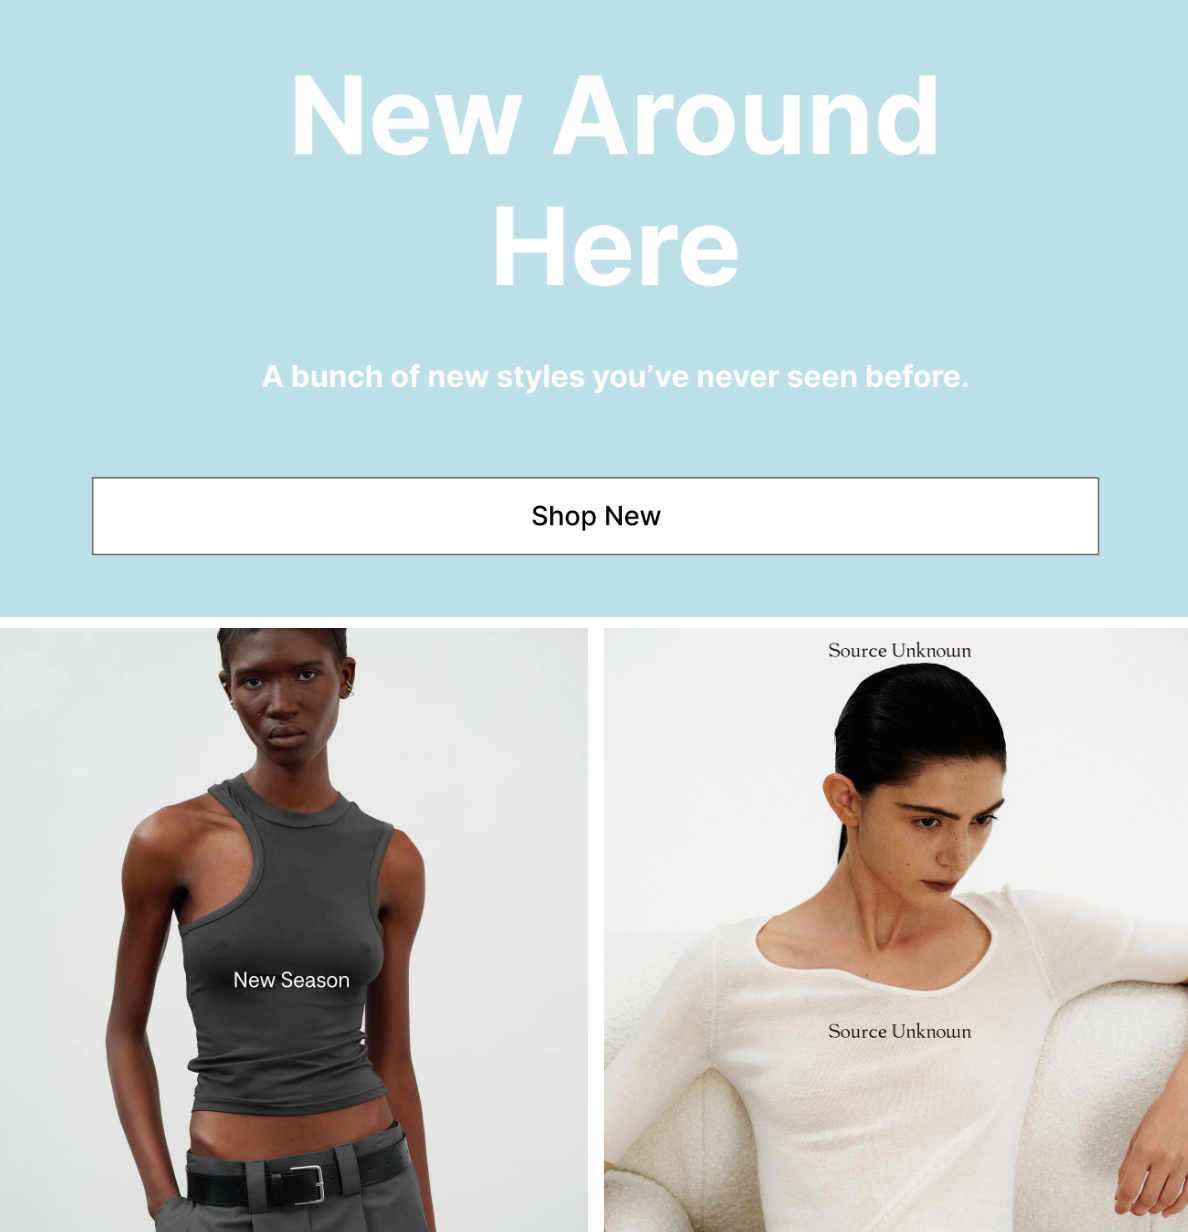 New Around
Here
A bunch of new styles you’ve never seen before.
Shop New
Source Unknown
New Season
Source Unknown